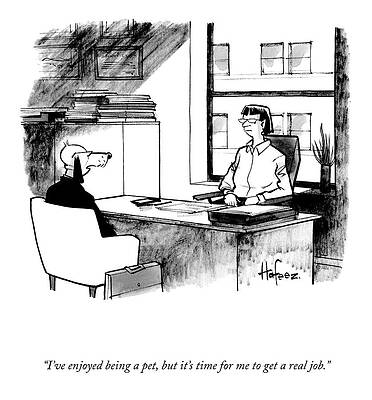 Hafeez.
"I've enjoyed being a pet, but it's time for me to get a real job."